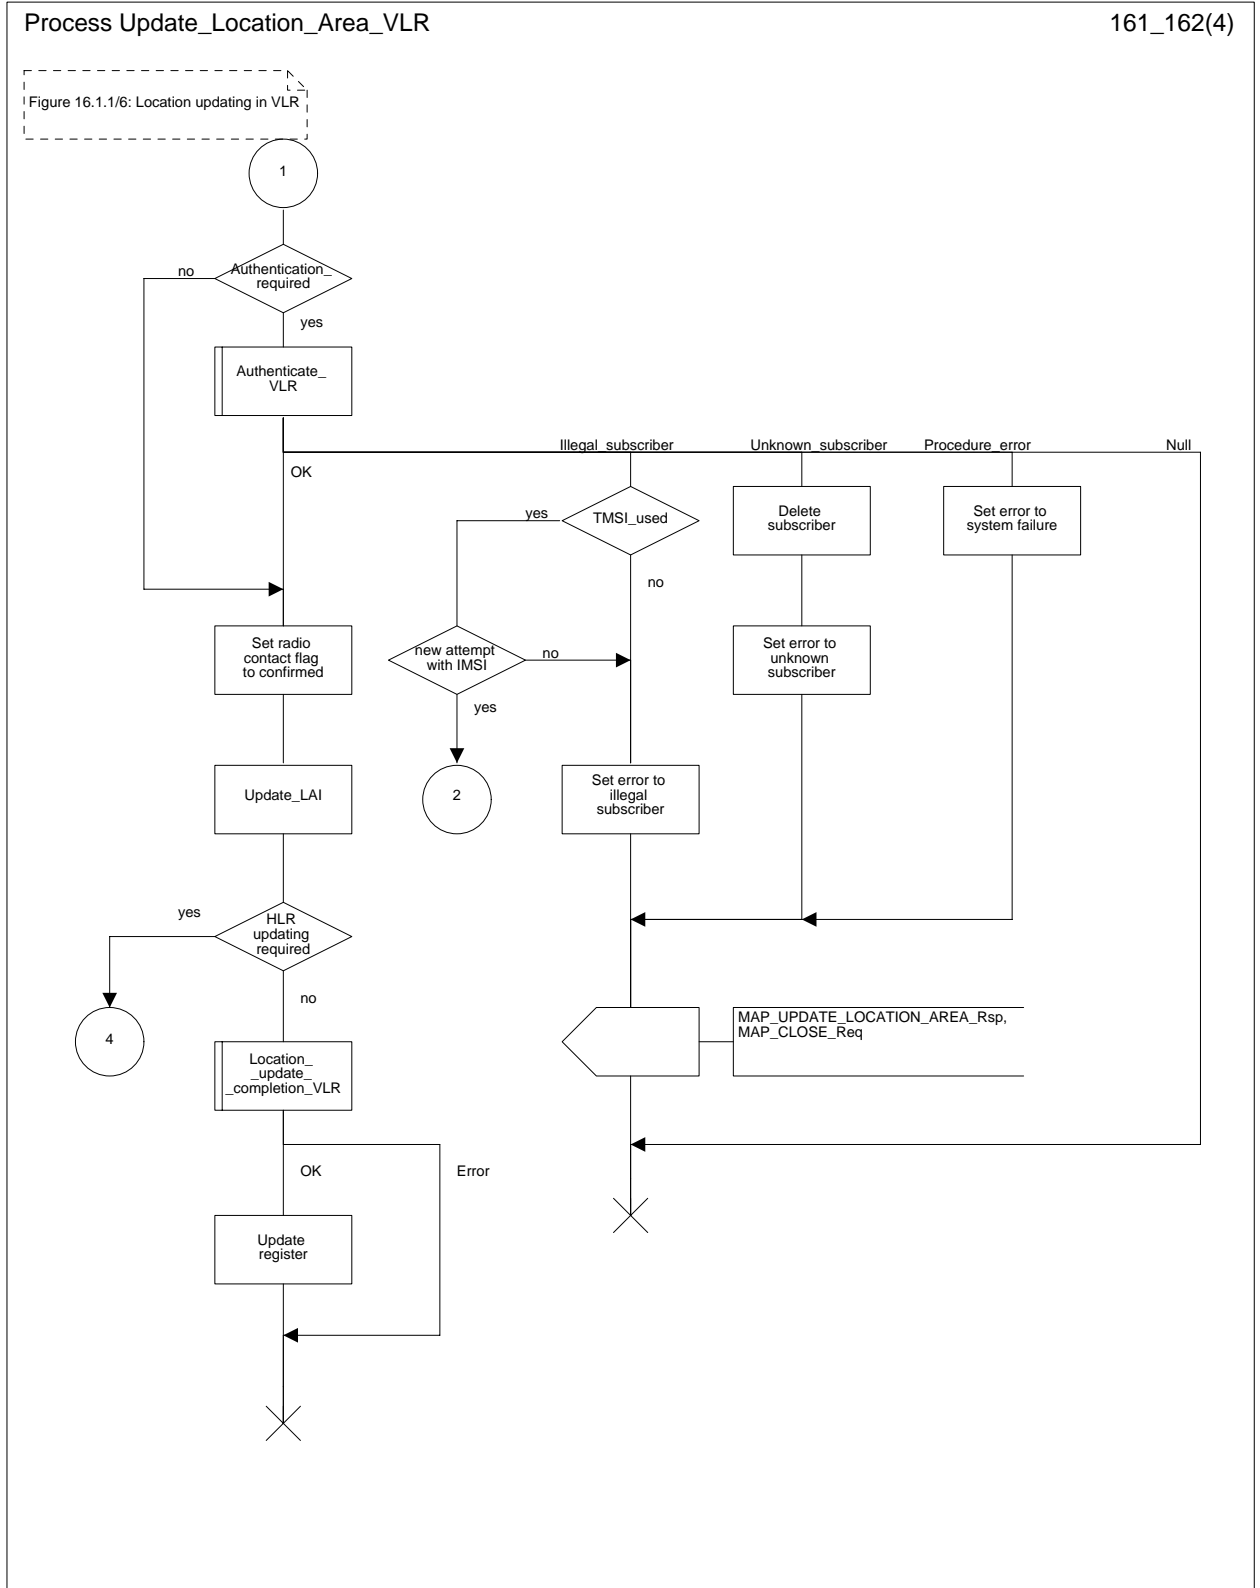 Process Update_Location_Area_VLR
161_162(4)
Figure 16.1.1/6: Location updating in VLR
1
no
Authentication_
required
yes
Authenticate_
VLR
Illegal_subscriber
Unknown_subscriber
Procedure_error
Null
OK
yes
TMSI_used
Delete
subscriber
Set error to
system failure
no
Set radio
contact flag
to confirmed
new attempt
with IMSI
no
Set error to
unknown
subscriber
yes
Update_LAI
2
Set error to
illegal
subscriber
yes
HLR
updating
required
no
4
MAP_UPDATE_LOCATION_AREA_Rsp,
MAP_CLOSE_Req
Location_
_update_
_completion_VLR
OK
Error
Update
register